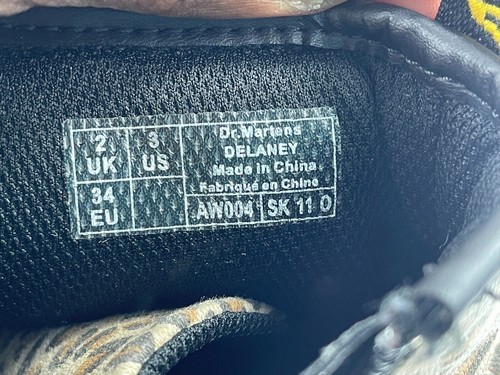 2 UK
3 US
34 EU
Dr.Martens
DELANEY
Made in China
Fabriqué en Chine
AW004 SK 11 O